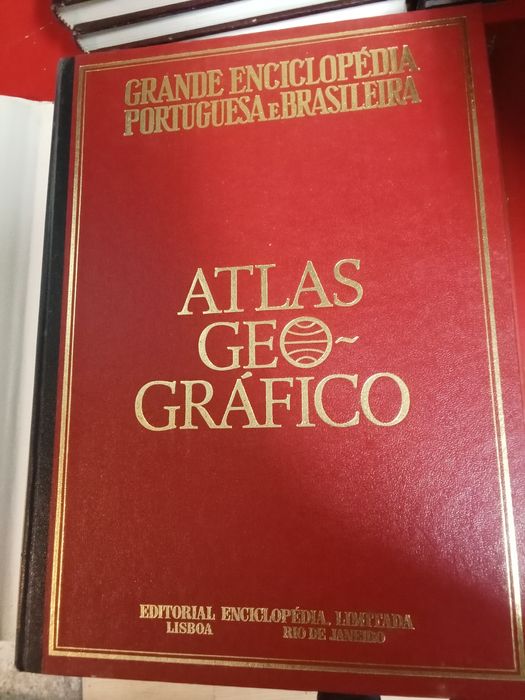 GRANDE ENCICLOPÉDIA
PORTUGUESA E BRASILEIRA
ATLAS
GEO~
GRÁFICO
EDITORIAL ENCICLOPÉDIA, LIMITADA
LISBOA RIO DE JANEIRO